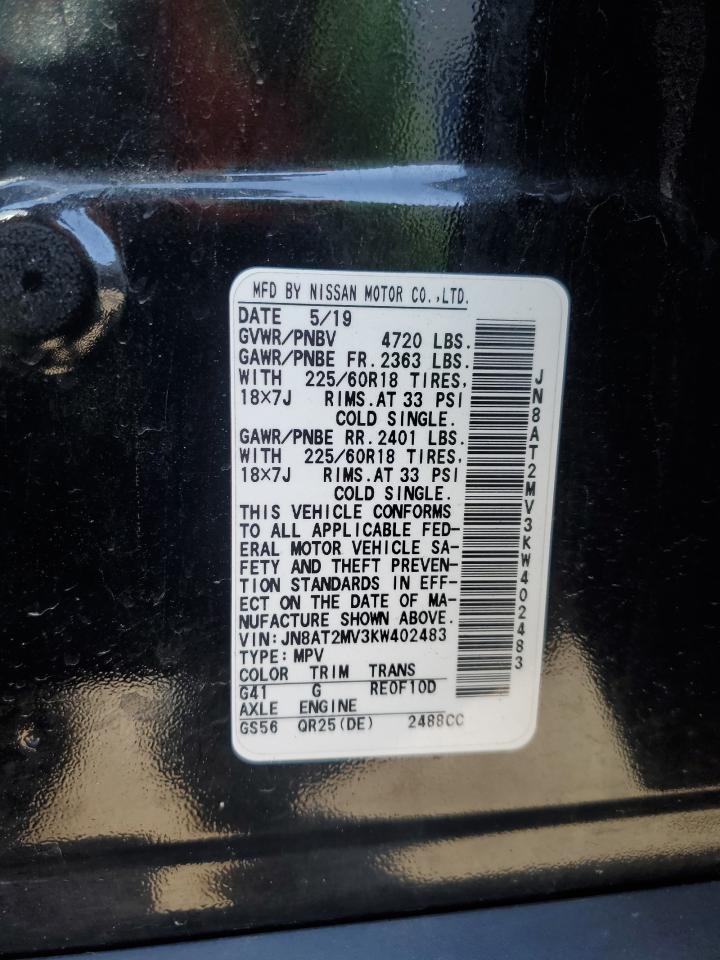 MFD BY NISSAN MOTOR CO.,LTD.
DATE 5/19
GVWR/PNBV 4720 LBS.
GAWR/PNBE FR. 2363 LBS.
WITH 225/60R18 TIRES,
18×7J RIMS.AT 33 PSI
COLD SINGLE.
GAWR/PNBE RR. 2401 LBS.
WITH 225/60R18 TIRES,
18×7J RIMS.AT 33 PSI
COLD SINGLE.
THIS VEHICLE CONFORMS
TO ALL APPLICABLE FED-
ERAL MOTOR VEHICLE SA-
FETY AND THEFT PREVEN-
TION STANDARDS IN EFF-
ECT ON THE DATE OF MA-
NUFACTURE SHOWN ABOVE.
VIN:JN8AT2MV3KW402483
TYPE:MPV
COLOR TRIM TRANS
G41 G RE0F10D
AXLE ENGINE
GS56 QR25(DE) 2488CC
JN8AT2MV3KW402483